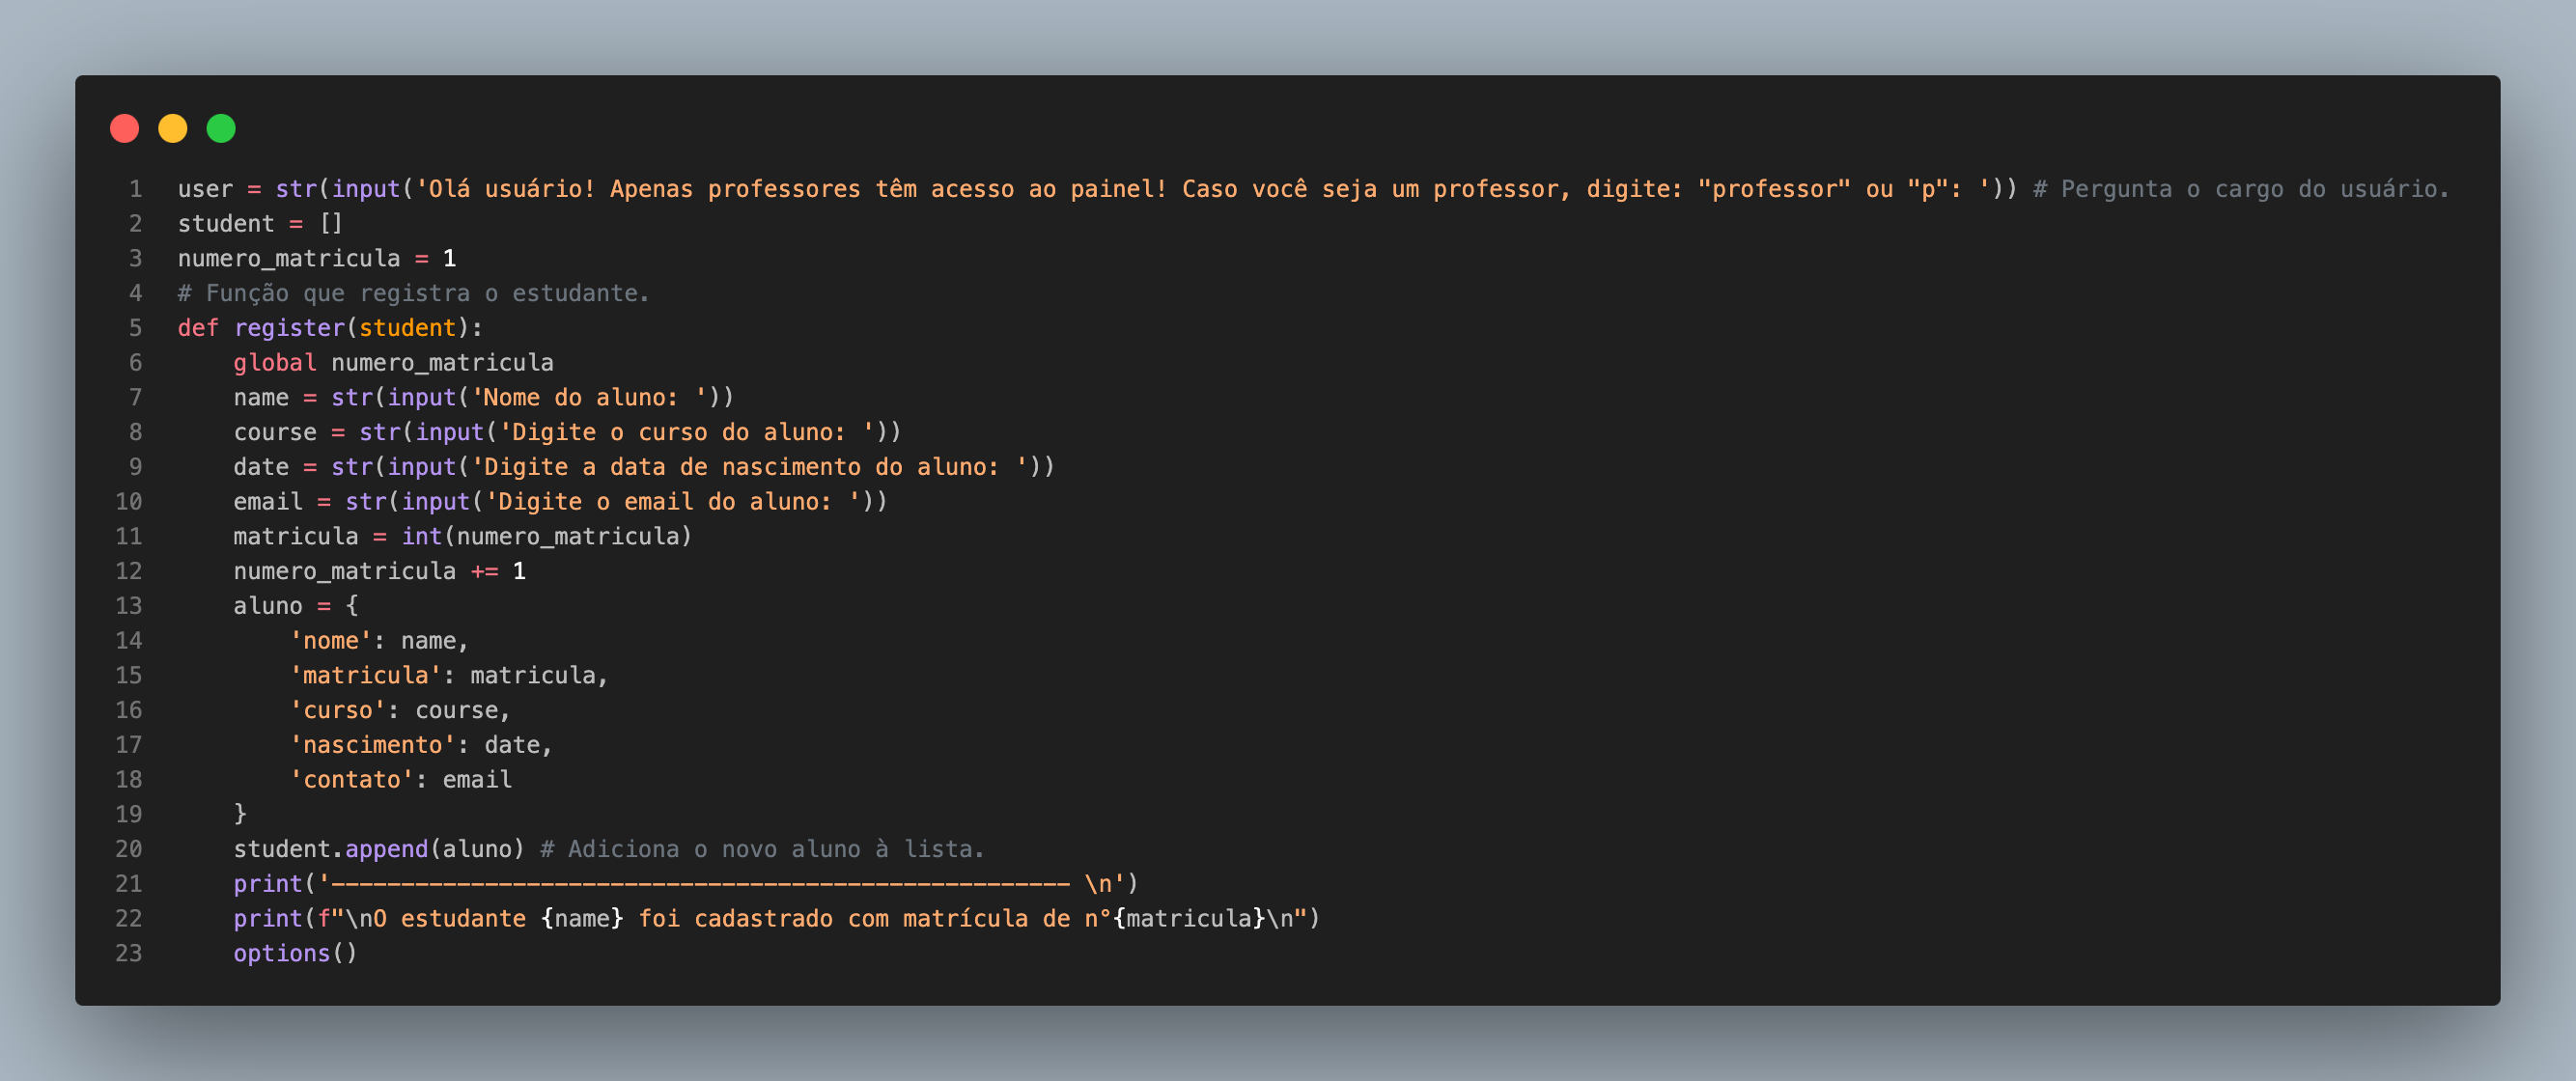 1 user = str(input('Olá usuário! Apenas professores têm acesso ao painel! Caso você seja um professor, digite: "professor" ou "p": ')) # Pergunta o cargo do usuário.
2 student = []
3 numero_matricula = 1
4 # Função que registra o estudante.
5 def register(student):
6     global numero_matricula
7     name = str(input('Nome do aluno: '))
8     course = str(input('Digite o curso do aluno: '))
9     date = str(input('Digite a data de nascimento do aluno: '))
10     email = str(input('Digite o email do aluno: '))
11     matricula = int(numero_matricula)
12     numero_matricula += 1
13     aluno = {
14         'nome': name,
15         'matricula': matricula,
16         'curso': course,
17         'nascimento': date,
18         'contato': email
19     }
20     student.append(aluno) # Adiciona o novo aluno à lista.
21     print('----------------------------------------------------- \n')
22     print(f"\nO estudante {name} foi cadastrado com matrícula de n°{matricula}\n")
23     options()